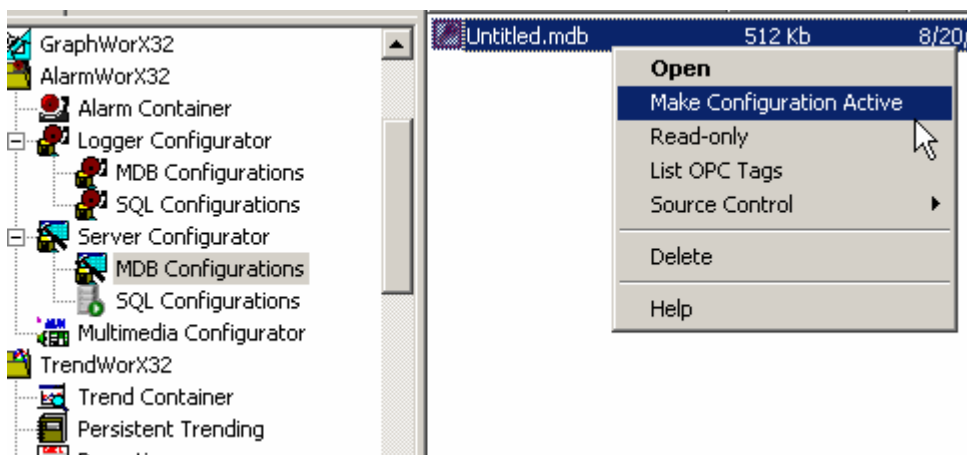 GraphWorX32
AlarmWorX32
Alarm Container
Logger Configurator
MDB Configurations
SQL Configurations
Server Configurator
MDB Configurations
SQL Configurations
Multimedia Configurator
TrendWorX32
Trend Container
Persistent Trending
Untitled.mdb 512 Kb 8/20
Open
Make Configuration Active
Read-only
List OPC Tags
Source Control
Delete
Help